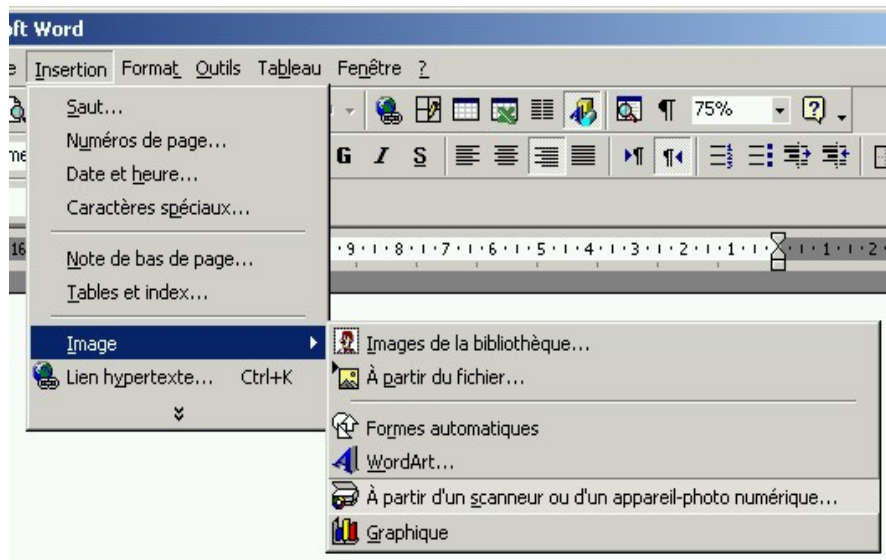 oft Word
e Insertion Format Outils Tableau Fenêtre ?
Saut...
75%
Numéros de page...
me
G I S
Date et heure...
Caractères spéciaux...
16
9 8 7 6 5 4 3 2 1 1 2
Note de bas de page...
Tables et index...
Image
Lien hypertexte... Ctrl+K
Images de la bibliothèque...
À partir du fichier...
Formes automatiques
WordArt...
À partir d'un scanneur ou d'un appareil-photo numérique...
Graphique